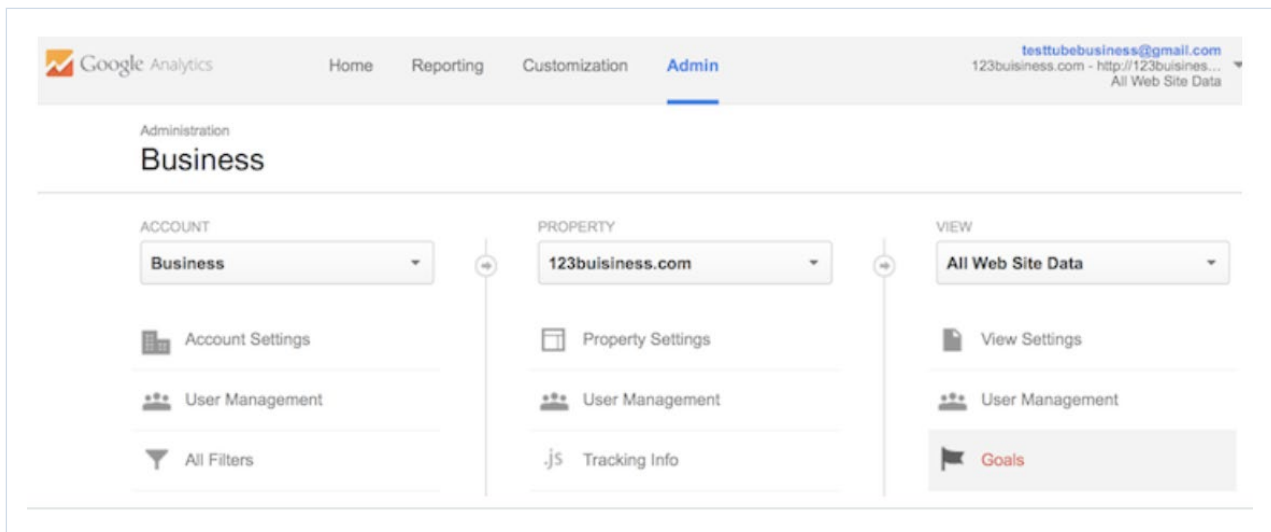 Google Analytics
Home Reporting Customization Admin
testtubebusiness@gmail.com
123buisiness.com - http://123buisines...
All Web Site Data
Administration
Business
ACCOUNT PROPERTY VIEW
Business 123buisiness.com All Web Site Data
Account Settings Property Settings View Settings
User Management User Management User Management
All Filters .js Tracking Info Goals